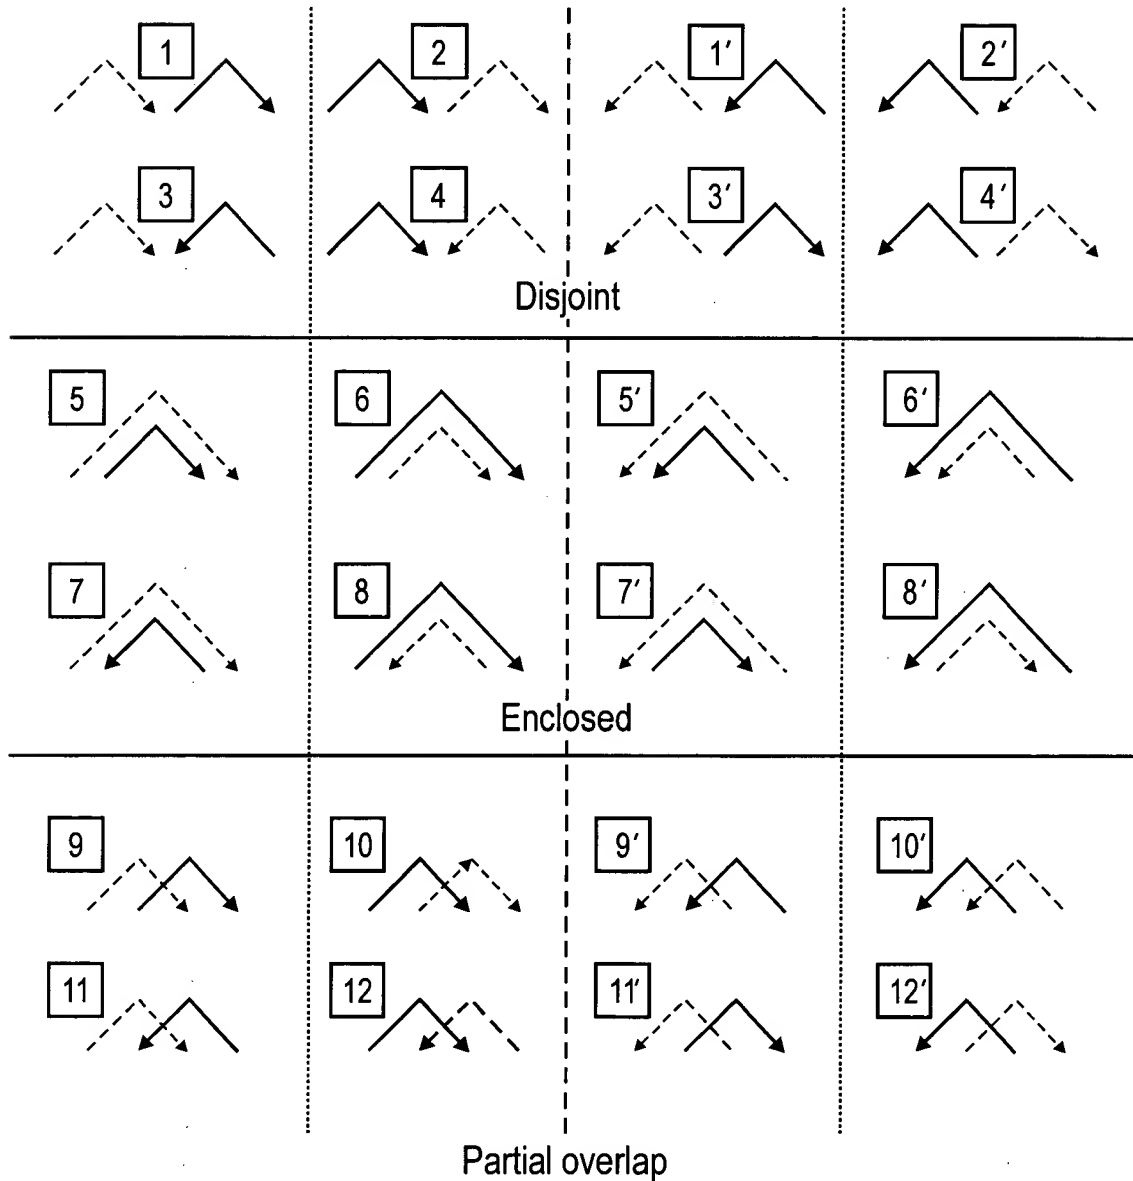 1 2 1′ 2′
3 4 3′ 4′
Disjoint
5 6 5′ 6′
7 8 7′ 8′
Enclosed
9 10 9′ 10′
11 12 11′ 12′
Partial overlap